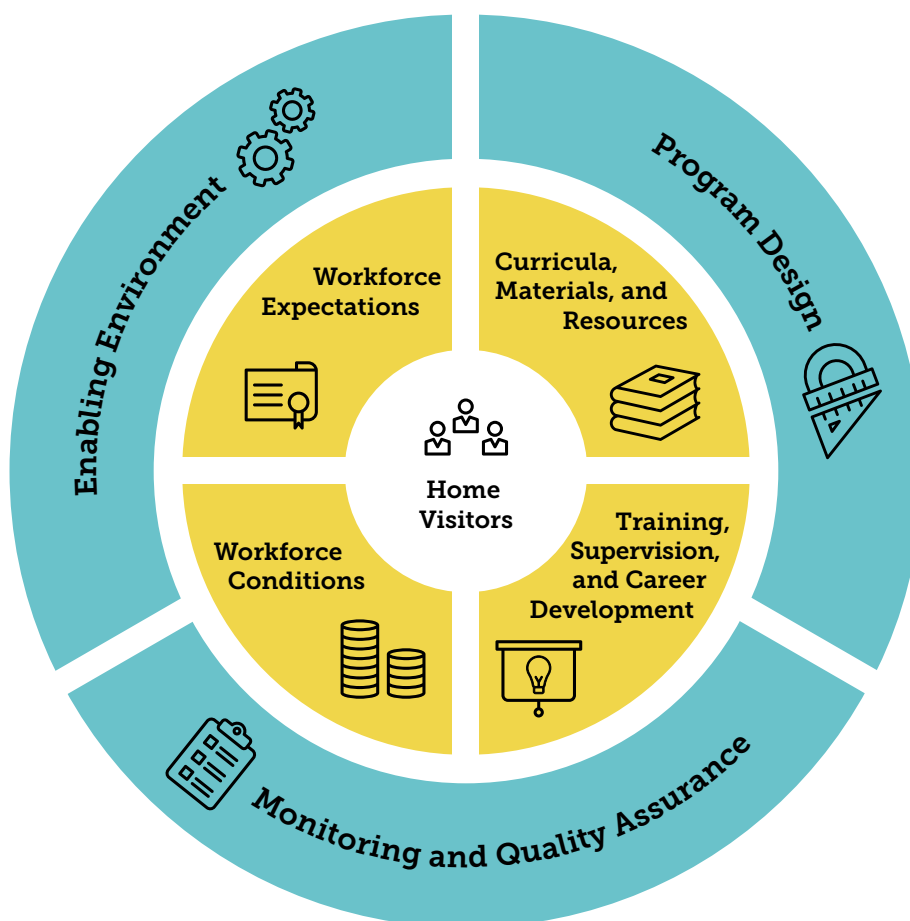 Enabling Environment
Program Design
Workforce
Expectations
Curricula,
Materials, and
Resources
Home
Visitors
Workforce
Conditions
Training,
Supervision,
and Career
Development
Monitoring and Quality Assurance